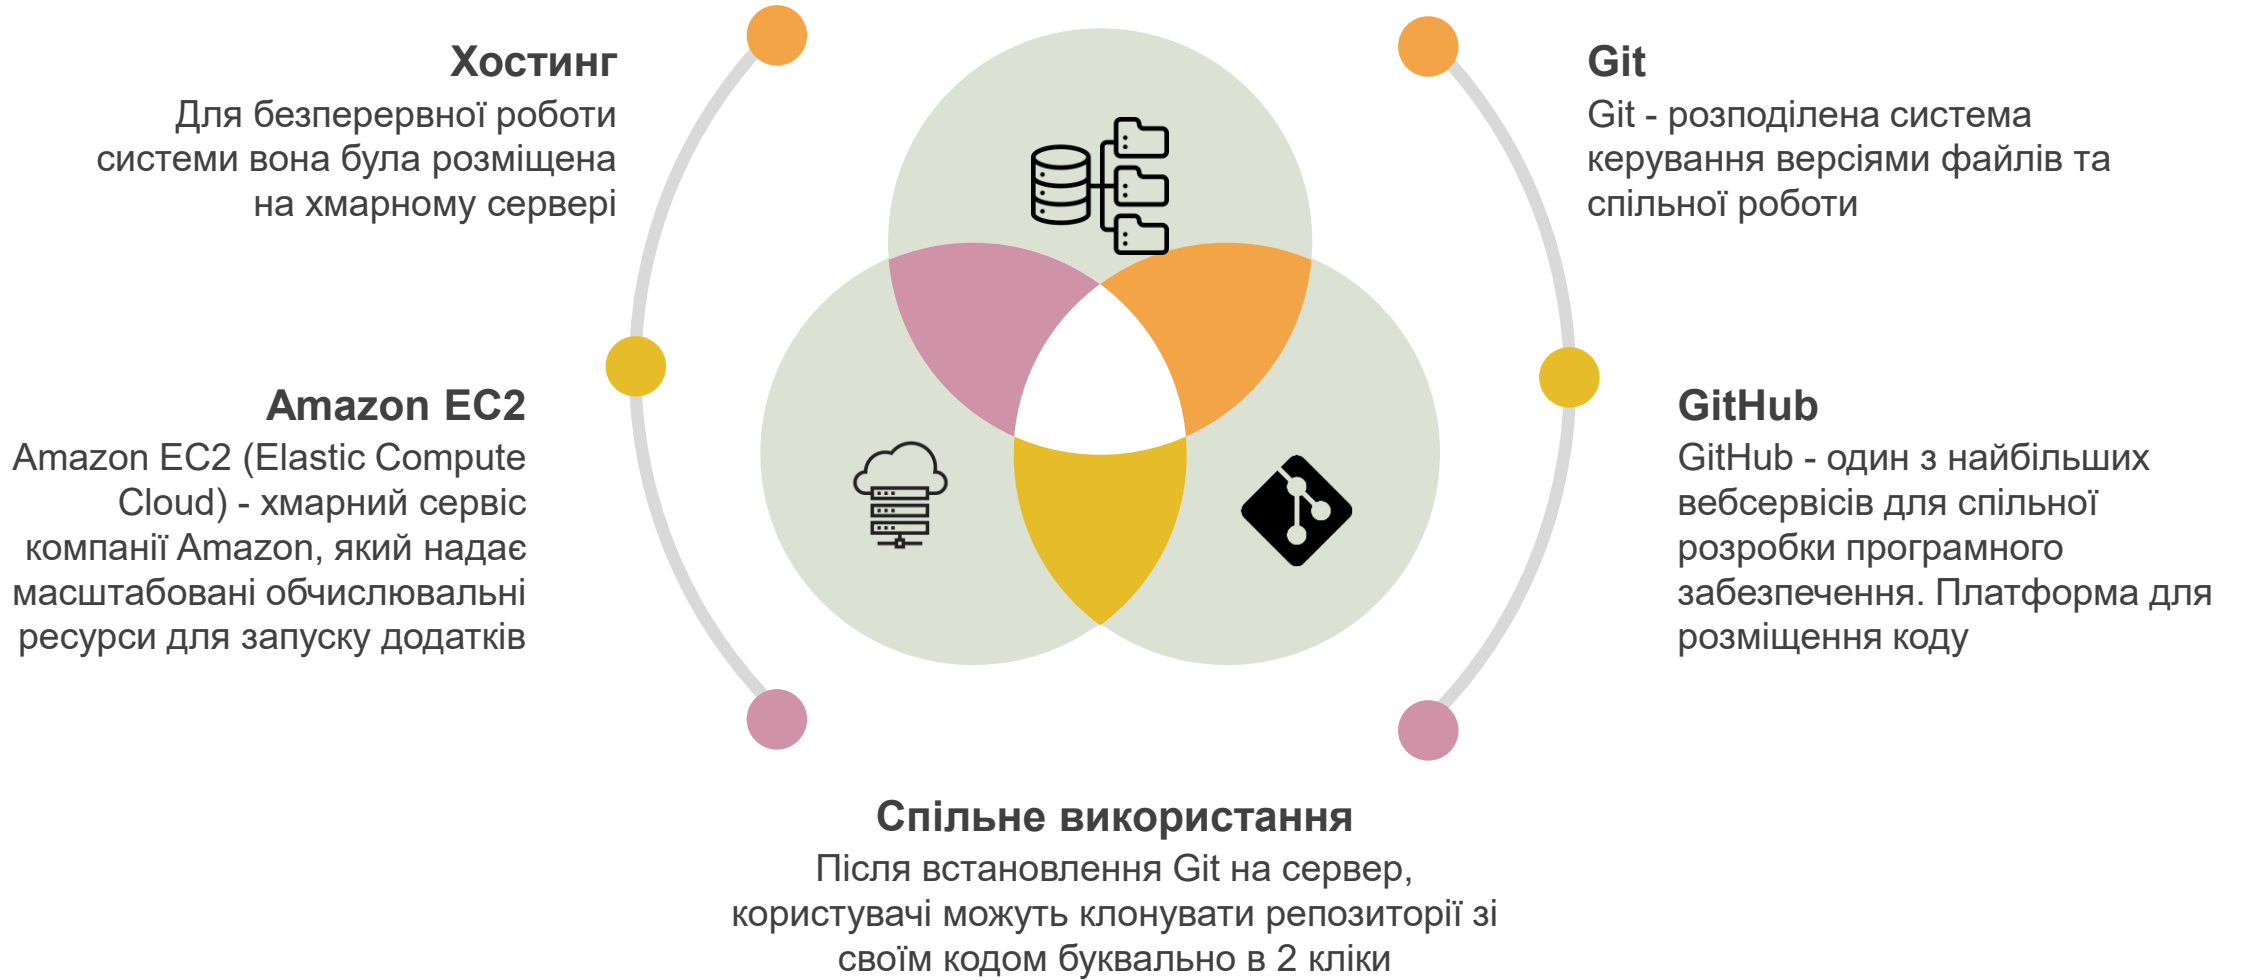 Хостинг
Для безперервної роботи
системи вона була розміщена
на хмарному сервері
Amazon EC2
Amazon EC2 (Elastic Compute
Cloud) - хмарний сервіс
компанії Amazon, який надає
масштабовані обчислювальні
ресурси для запуску додатків
Git
Git - розподілена система
керування версіями файлів та
спільної роботи
GitHub
GitHub - один з найбільших
вебсервісів для спільної
розробки програмного
забезпечення. Платформа для
розміщення коду
Спільне використання
Після встановлення Git на сервер,
користувачі можуть клонувати репозиторії зі
своїм кодом буквально в 2 кліки